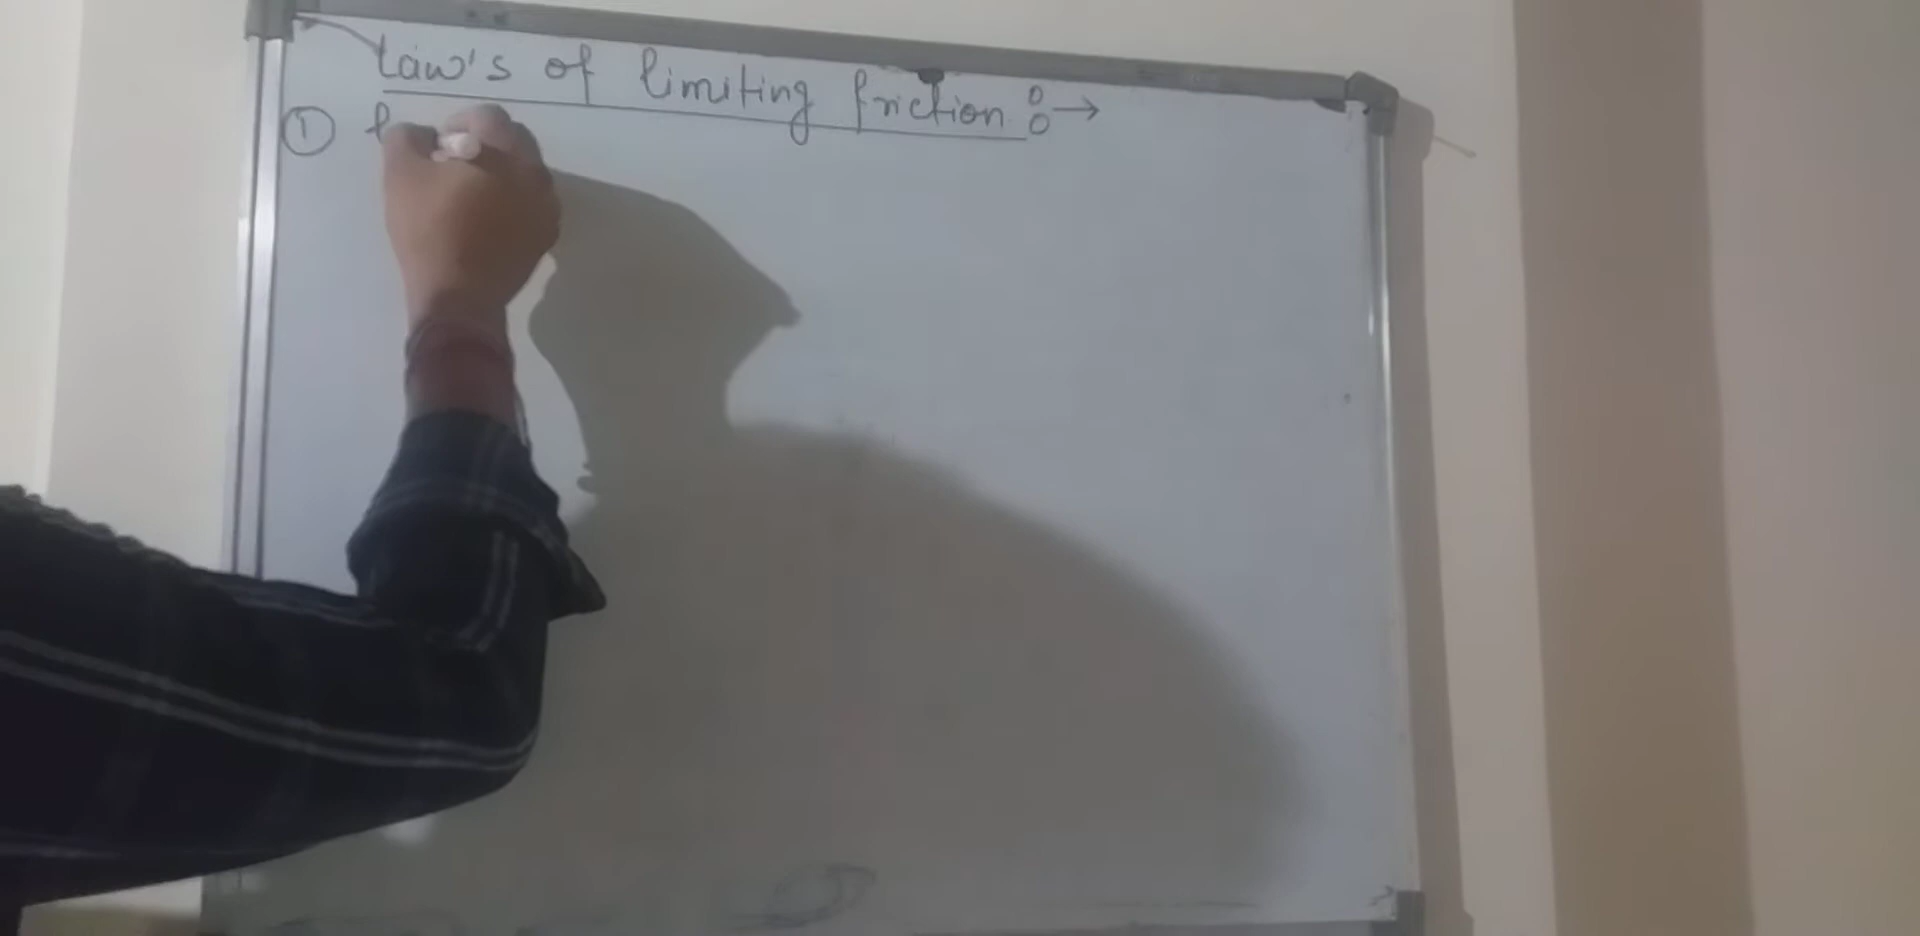 Law's of limiting friction :→
①